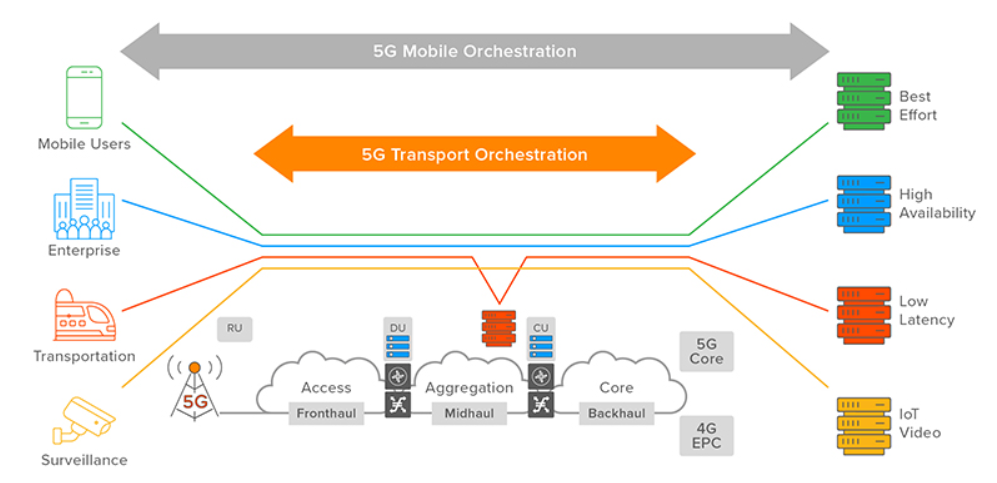 5G Mobile Orchestration
Mobile Users
Best
Effort
5G Transport Orchestration
Enterprise
High
Availability
Transportation
Low
Latency
RU
DU
CU
5G
Core
5G
Access
Aggregation
Core
Fronthaul
Midhaul
Backhaul
4G
EPC
Surveillance
IoT
Video